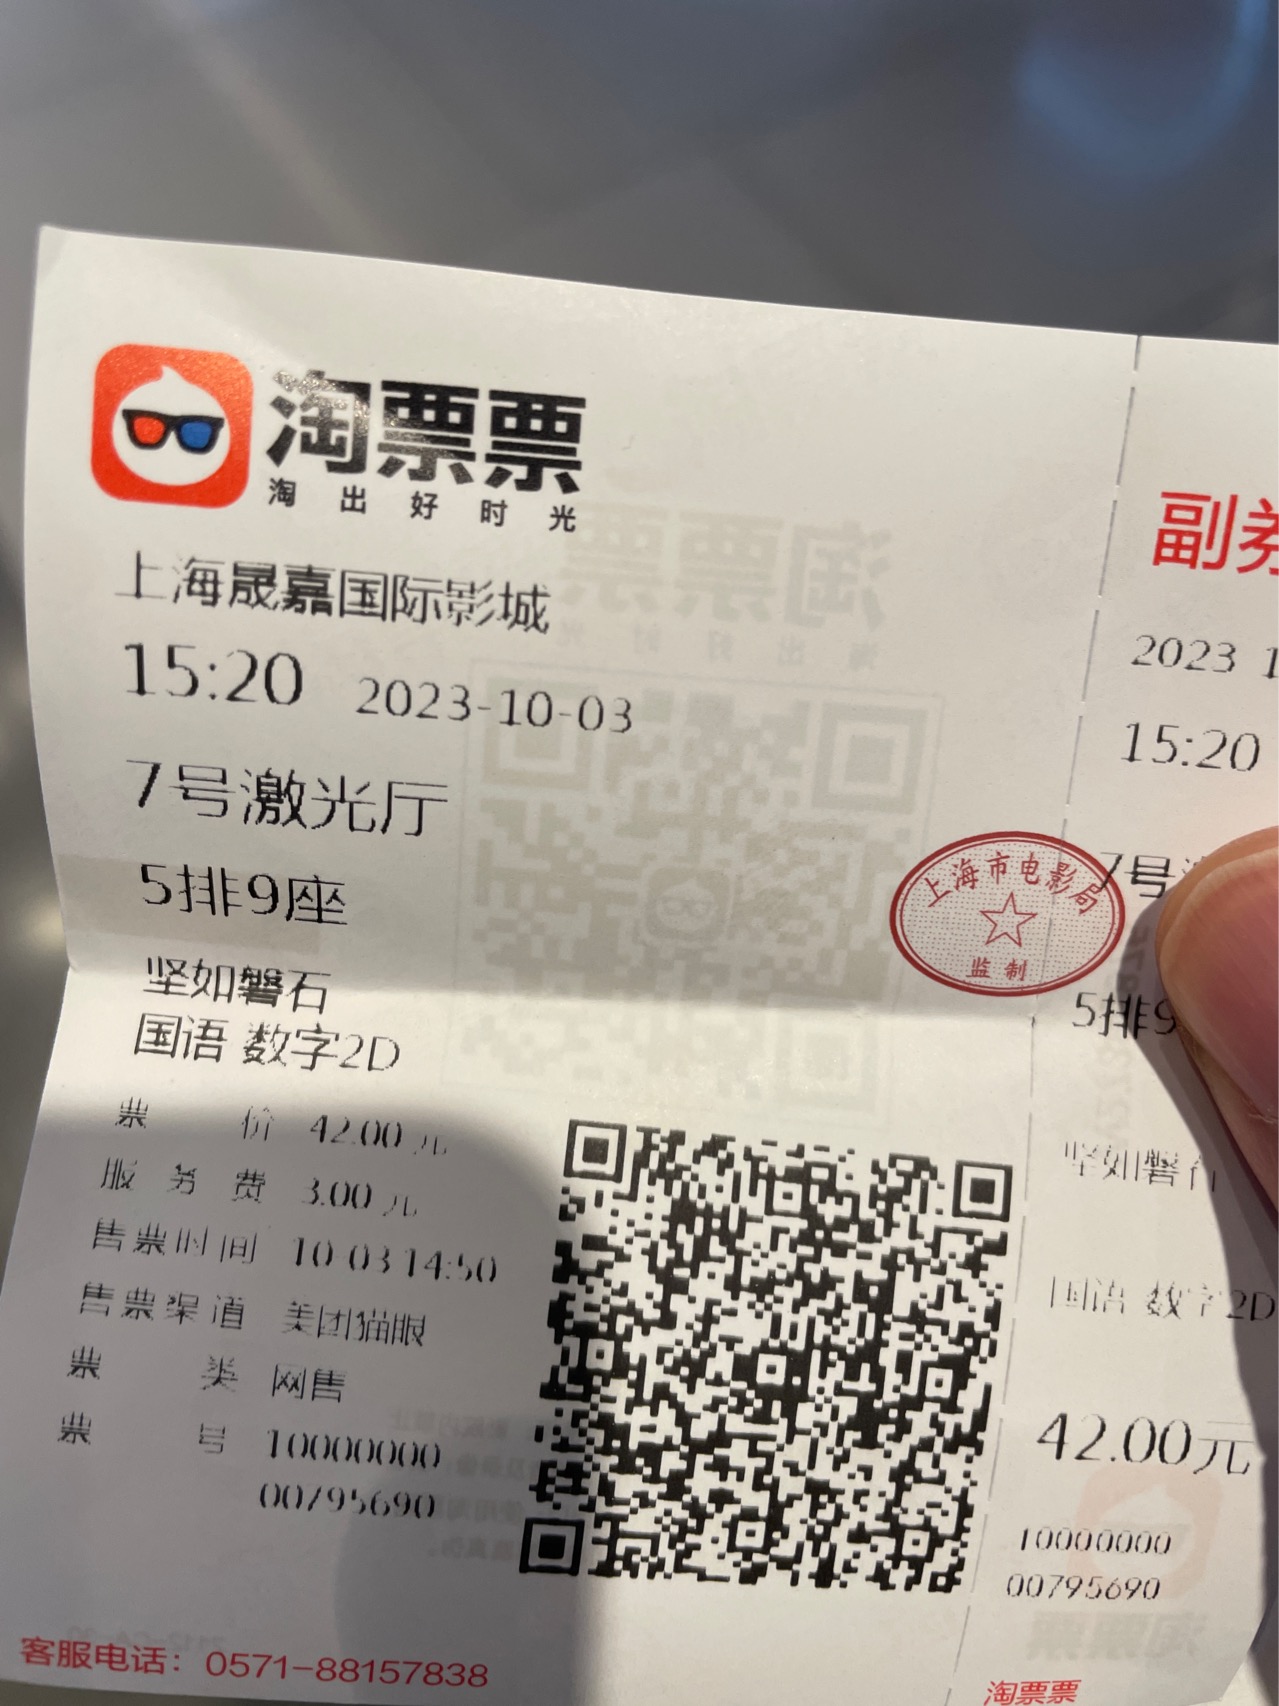 淘票票
淘出好时光
上海晟嘉国际影城
15:20 2023-10-03
7号激光厅
5排9座
坚如磐石
国语 数字2D
票价 42.00元
服务费 3.00元
售票时间 10-03 14:50
售票渠道 美团猫眼
票类 网售
票号 10000000
00795690
客服电话：0571-88157838
上海市电影局
监制
副券
2023 1
15:20
7号
5排9
坚如磐石
国语 数字2D
42.00元
10000000
00795690
淘票票